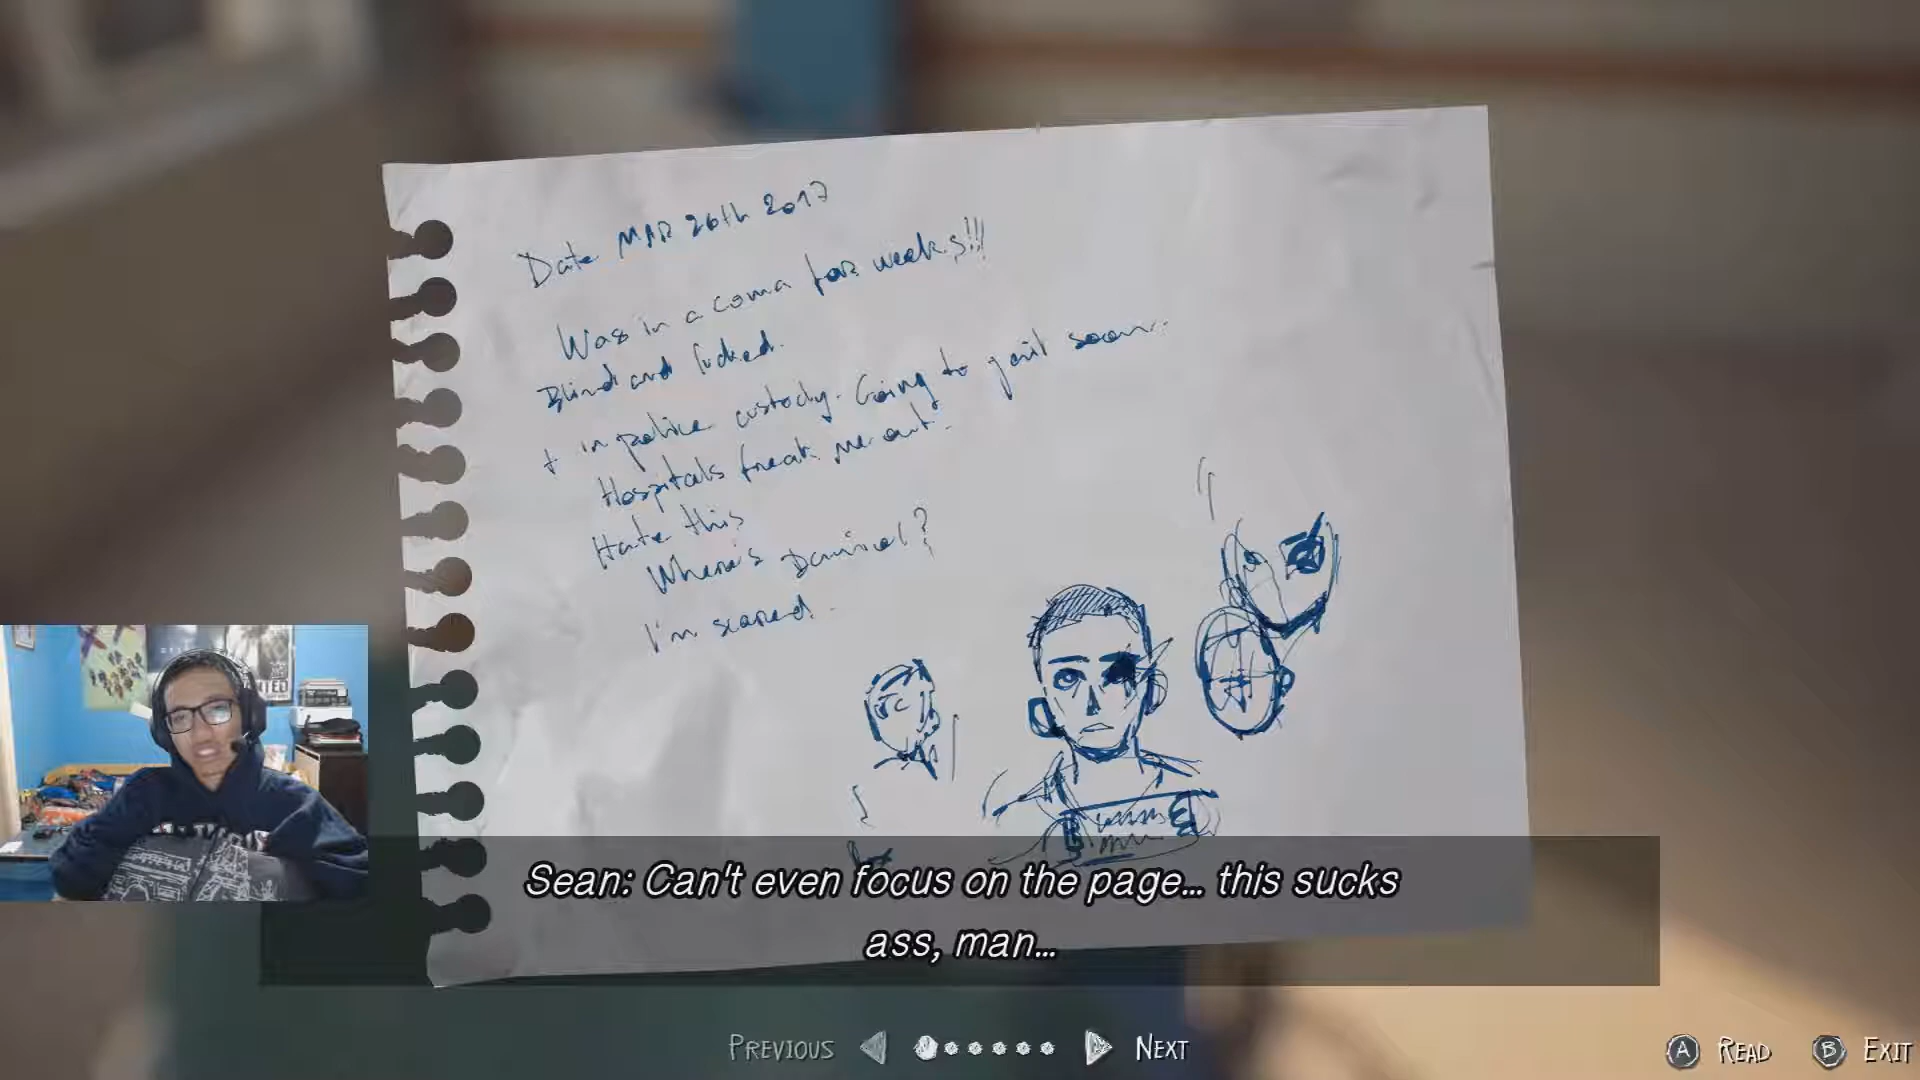 Date MAR 26th 2017
Was in a coma for weeks!!!
Blind and fucked.
+ in police custody. Going to jail soon..
Hospitals freak me out.
Hate this
Where's Daniel?
I'm scared.
Sean: Can't even focus on the page... this sucks
ass, man...
PREVIOUS NEXT
A READ B EXIT